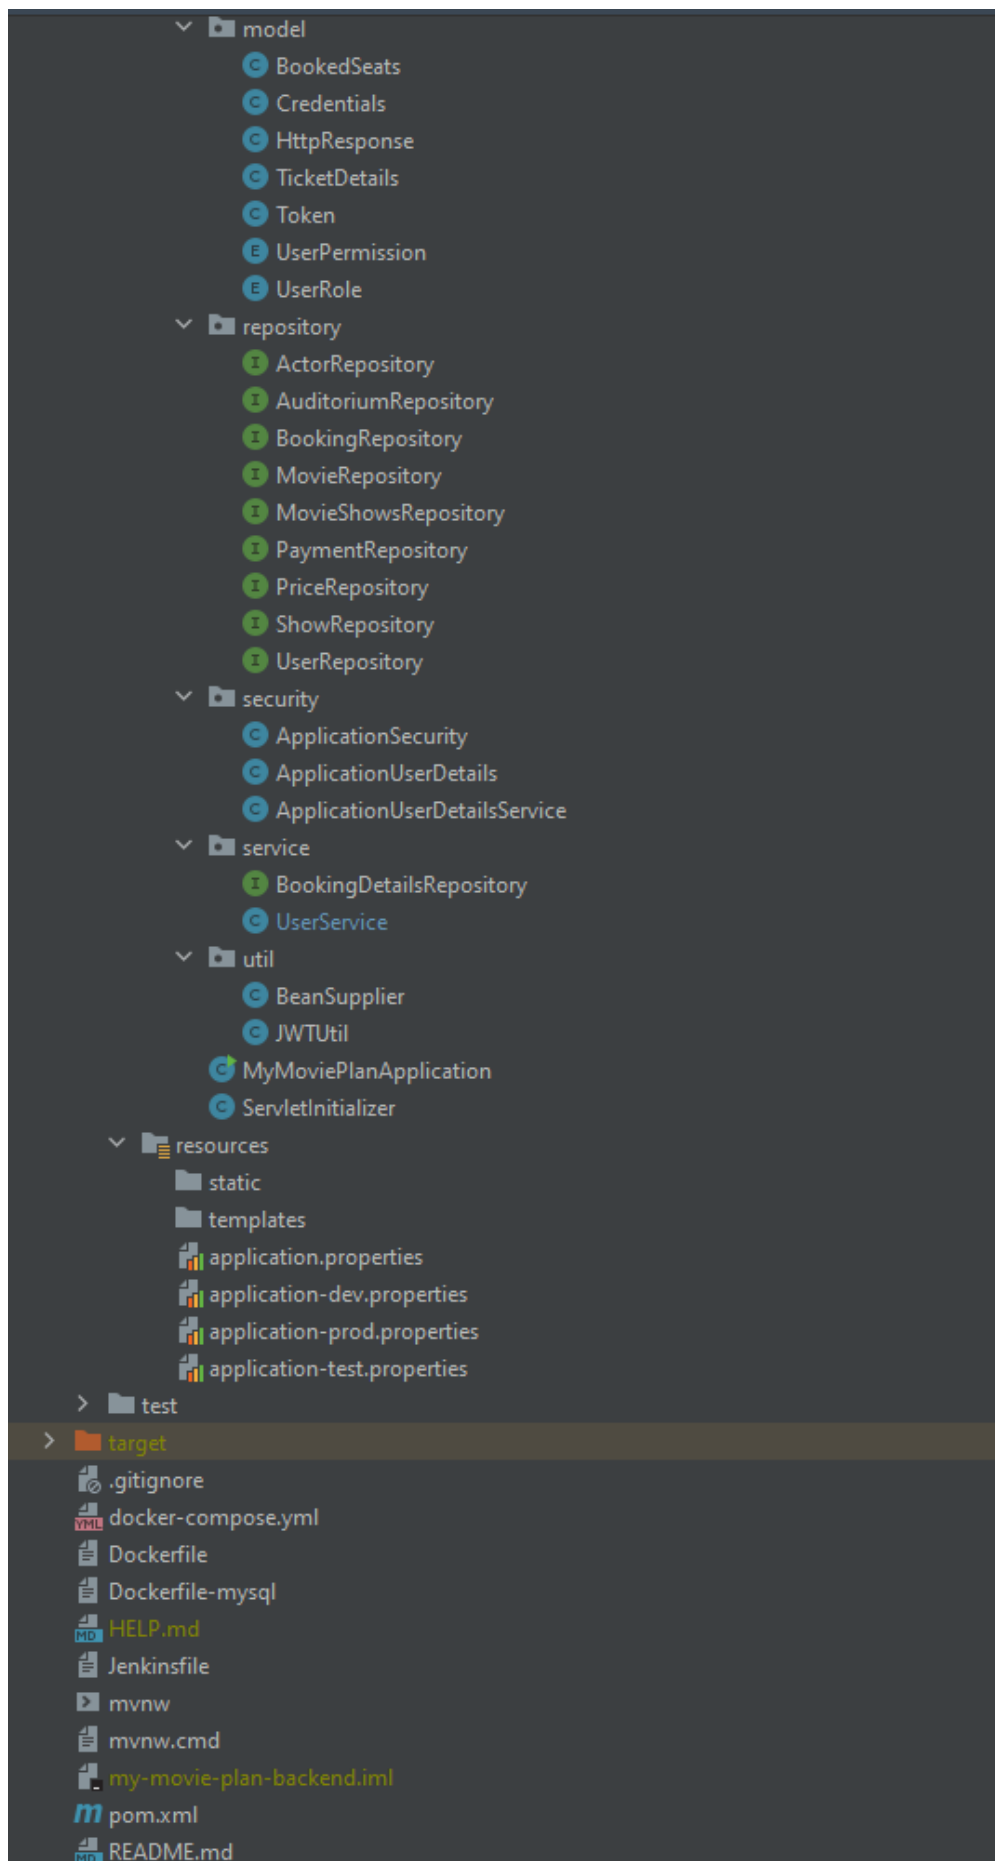 model
BookedSeats
Credentials
HttpResponse
TicketDetails
Token
UserPermission
UserRole
repository
ActorRepository
AuditoriumRepository
BookingRepository
MovieRepository
MovieShowsRepository
PaymentRepository
PriceRepository
ShowRepository
UserRepository
security
ApplicationSecurity
ApplicationUserDetails
ApplicationUserDetailsService
service
BookingDetailsRepository
UserService
util
BeanSupplier
JWTUtil
MyMoviePlanApplication
ServletInitializer
resources
static
templates
application.properties
application-dev.properties
application-prod.properties
application-test.properties
test
target
.gitignore
docker-compose.yml
Dockerfile
Dockerfile-mysql
HELP.md
Jenkinsfile
mvnw
mvnw.cmd
my-movie-plan-backend.iml
pom.xml
README.md